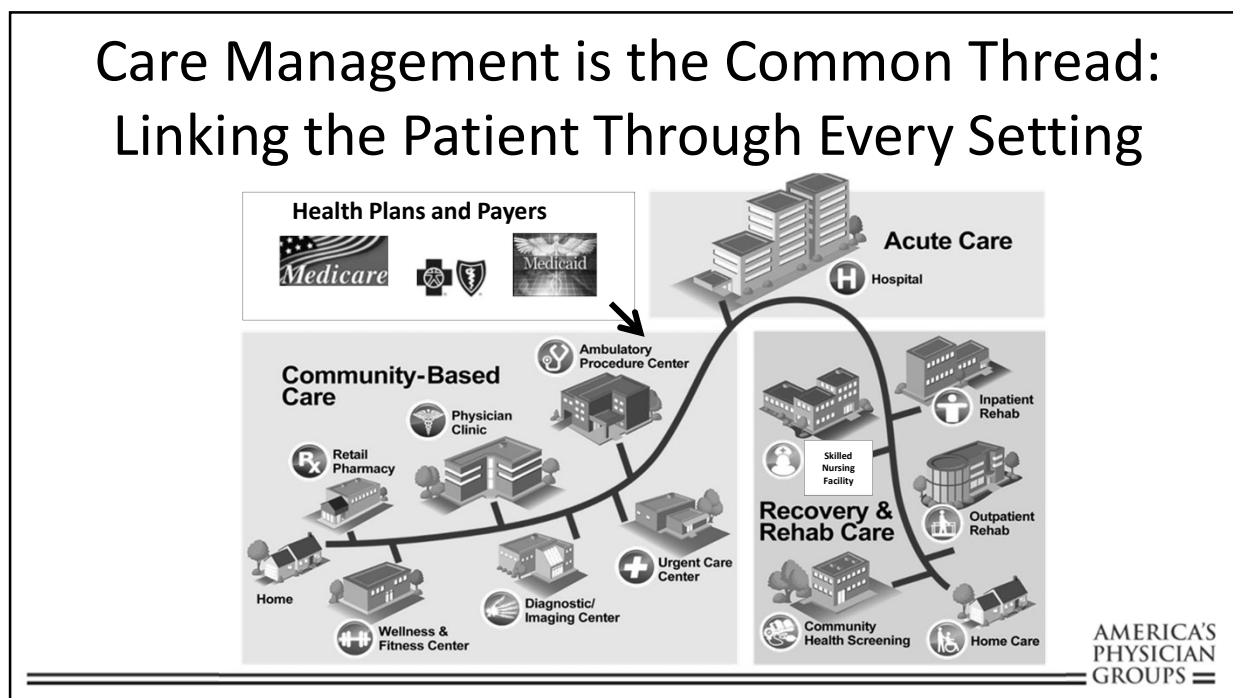 Care Management is the Common Thread:
Linking the Patient Through Every Setting
Health Plans and Payers
Medicare
Medicaid
Acute Care
H
Hospital
Community-Based
Care
Ambulatory
Procedure Center
Physician
Clinic
Rx
Retail
Pharmacy
Home
Wellness &
Fitness Center
Diagnostic/
Imaging Center
Urgent Care
Center
Inpatient
Rehab
Skilled
Nursing
Facility
Recovery &
Rehab Care
Outpatient
Rehab
Community
Health Screening
Home Care
AMERICA'S
PHYSICIAN
GROUPS